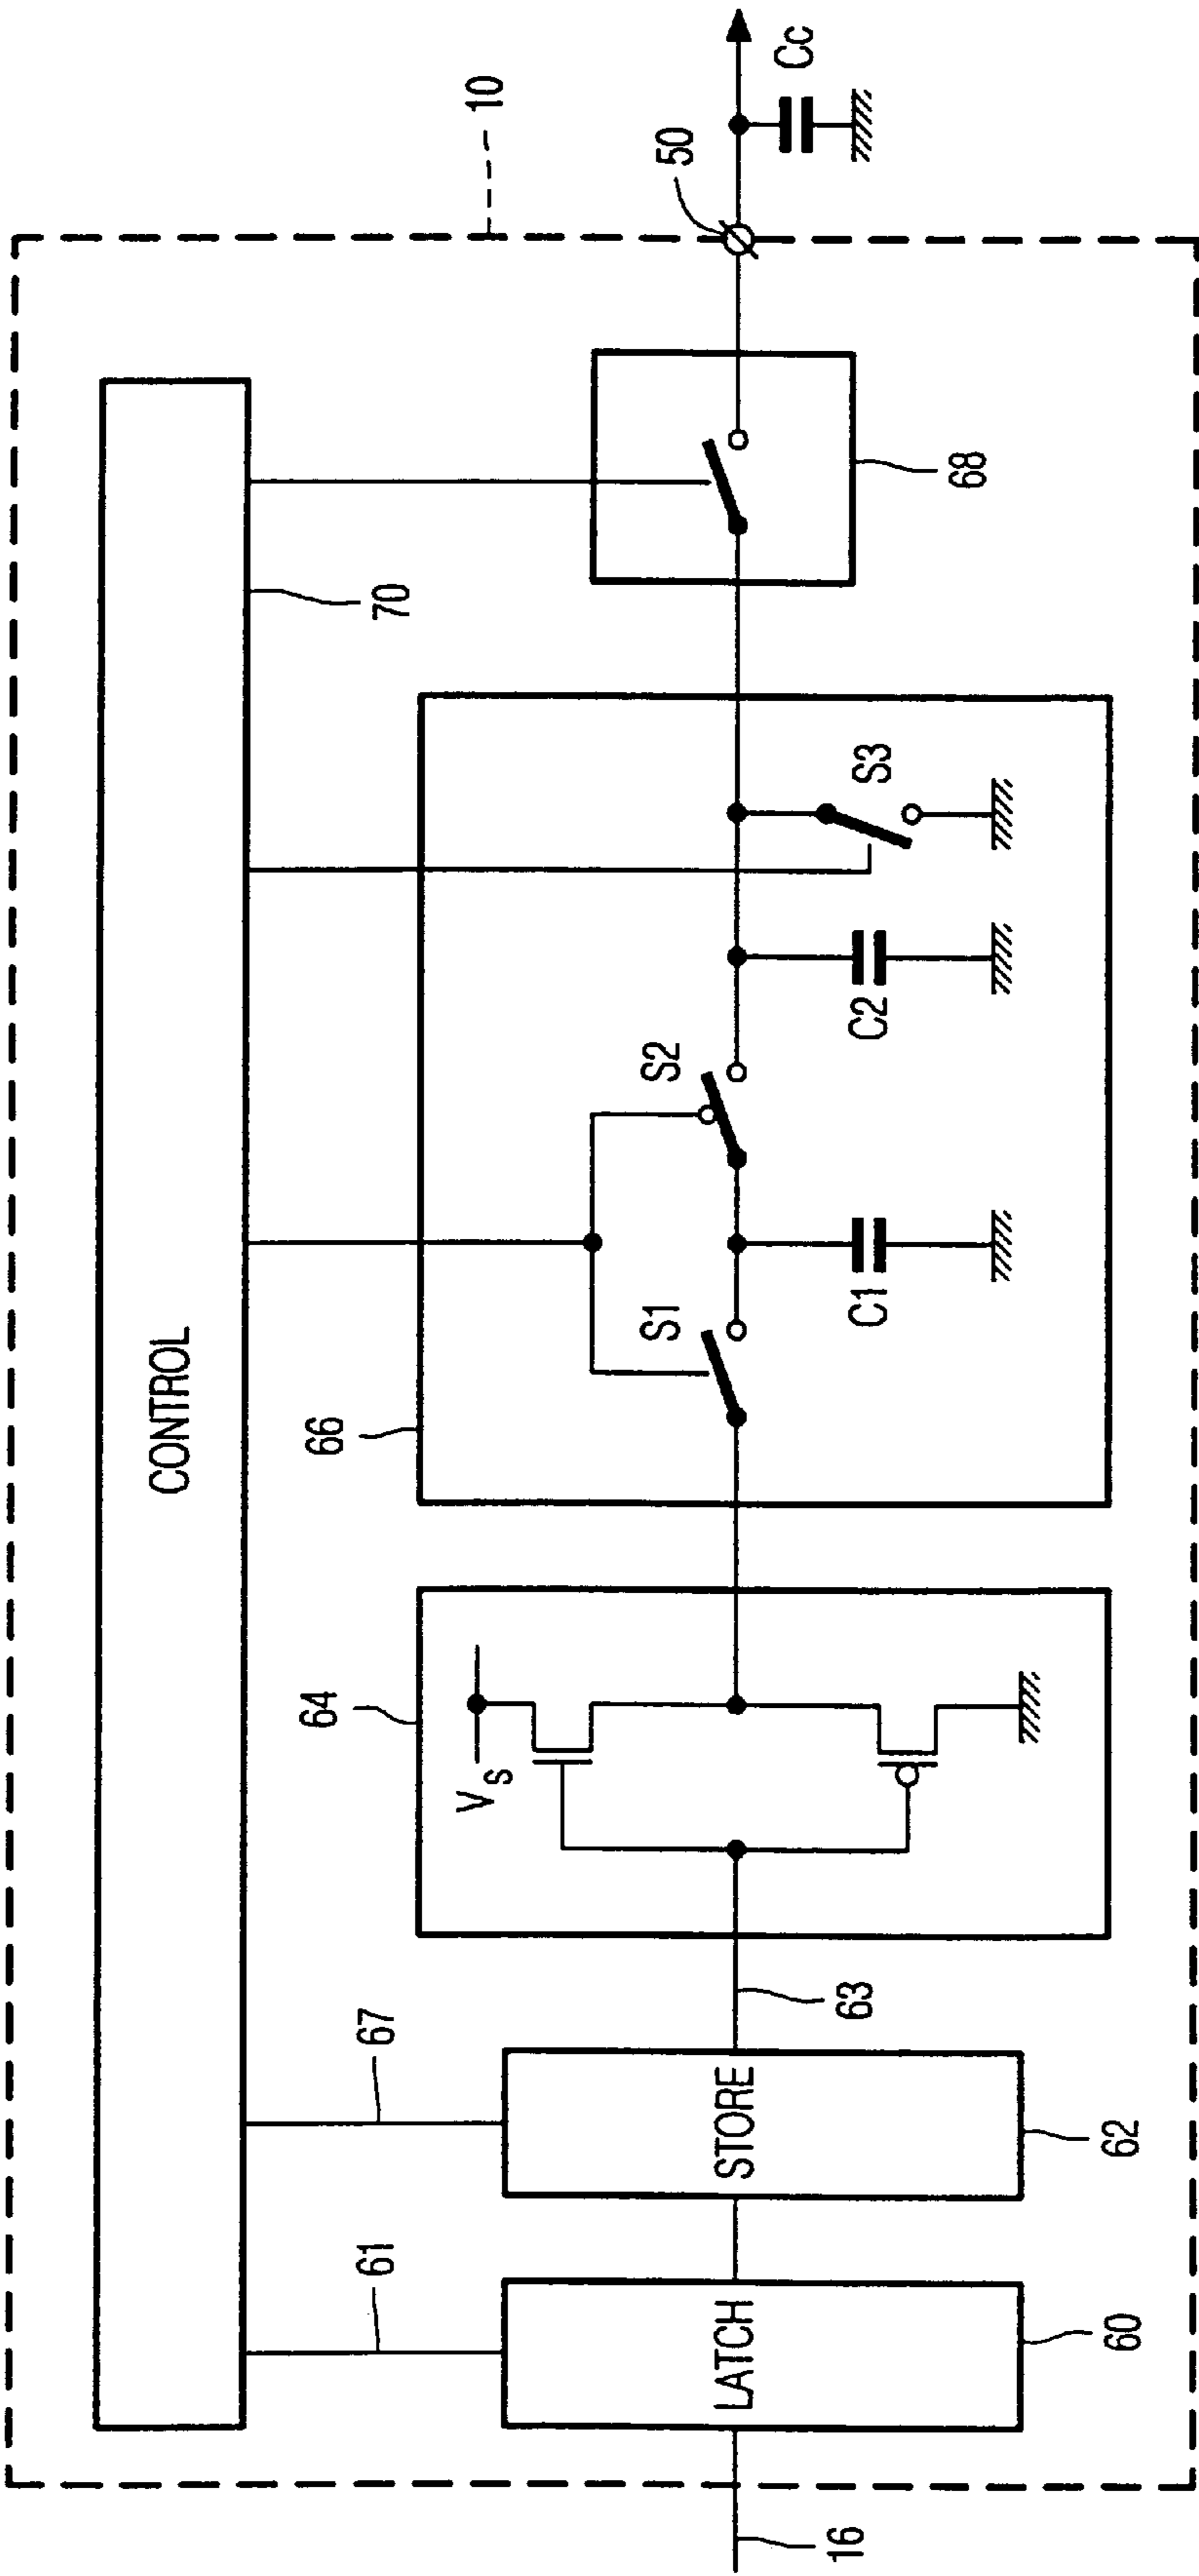 10
CONTROL
70
50
Cc
68
66
S1
S2
S3
C1
C2
64
Vs
67
61
63
STORE
62
LATCH
60
16